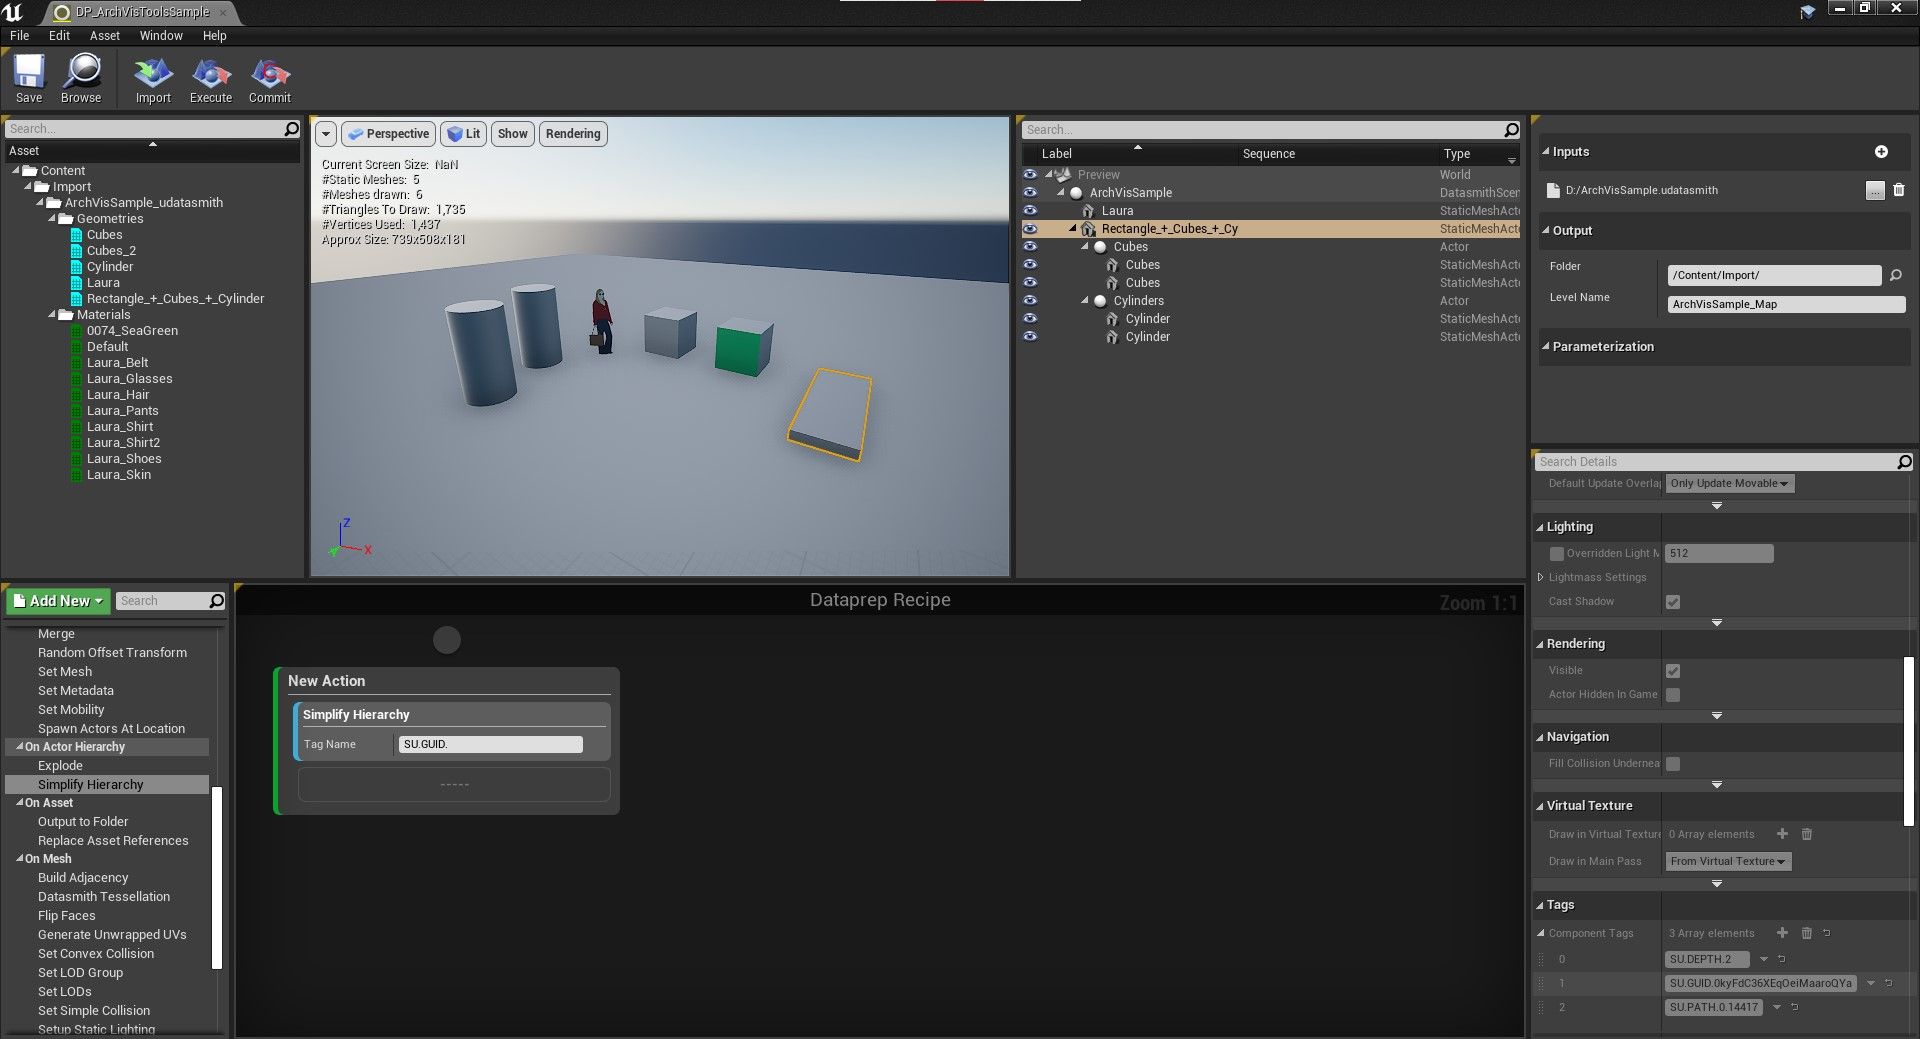 DP_ArchVisToolsSample
File Edit Asset Window Help
Save Browse Import Execute Commit
Search...
Asset
Content
Import
ArchVisSample_udatasmith
Geometries
Cubes
Cubes_2
Cylinder
Laura
Rectangle_+_Cubes_+_Cylinder
Materials
0074_SeaGreen
Default
Laura_Belt
Laura_Glasses
Laura_Hair
Laura_Pants
Laura_Shirt
Laura_Shirt2
Laura_Shoes
Laura_Skin
Perspective Lit Show Rendering
Current Screen Size: NaN
#Static Meshes: 5
#Meshes drawn: 6
#Triangles To Draw: 1,735
#Vertices Used: 1,437
Approx Size: 739x508x181
Z
X
Search...
Label Sequence Type
Preview World
ArchVisSample DatasmithScen
Laura StaticMeshActo
Rectangle_+_Cubes_+_Cy StaticMeshActo
Cubes Actor
Cubes StaticMeshActo
Cubes StaticMeshActo
Cylinders Actor
Cylinder StaticMeshActo
Cylinder StaticMeshActo
Inputs
D:/ArchVisSample.udatasmith ...
Output
Folder /Content/Import/
Level Name ArchVisSample_Map
Parameterization
Search Details
Default Update Overlap Only Update Movable
Lighting
Overridden Light M 512
Lightmass Settings
Cast Shadow
Rendering
Visible
Actor Hidden In Game
Navigation
Fill Collision Undernea
Virtual Texture
Draw in Virtual Texture 0 Array elements
Draw in Main Pass From Virtual Texture
Tags
Component Tags 3 Array elements
0 SU.DEPTH.2
1 SU.GUID.0kyFdC36XEqOeiMaaroQYa
2 SU.PATH.0.14417
Add New Search
Merge
Random Offset Transform
Set Mesh
Set Metadata
Set Mobility
Spawn Actors At Location
On Actor Hierarchy
Explode
Simplify Hierarchy
On Asset
Output to Folder
Replace Asset References
On Mesh
Build Adjacency
Datasmith Tessellation
Flip Faces
Generate Unwrapped UVs
Set Convex Collision
Set LOD Group
Set LODs
Set Simple Collision
Setup Static Lighting
Dataprep Recipe Zoom 1:1
New Action
Simplify Hierarchy
Tag Name SU.GUID.
-----